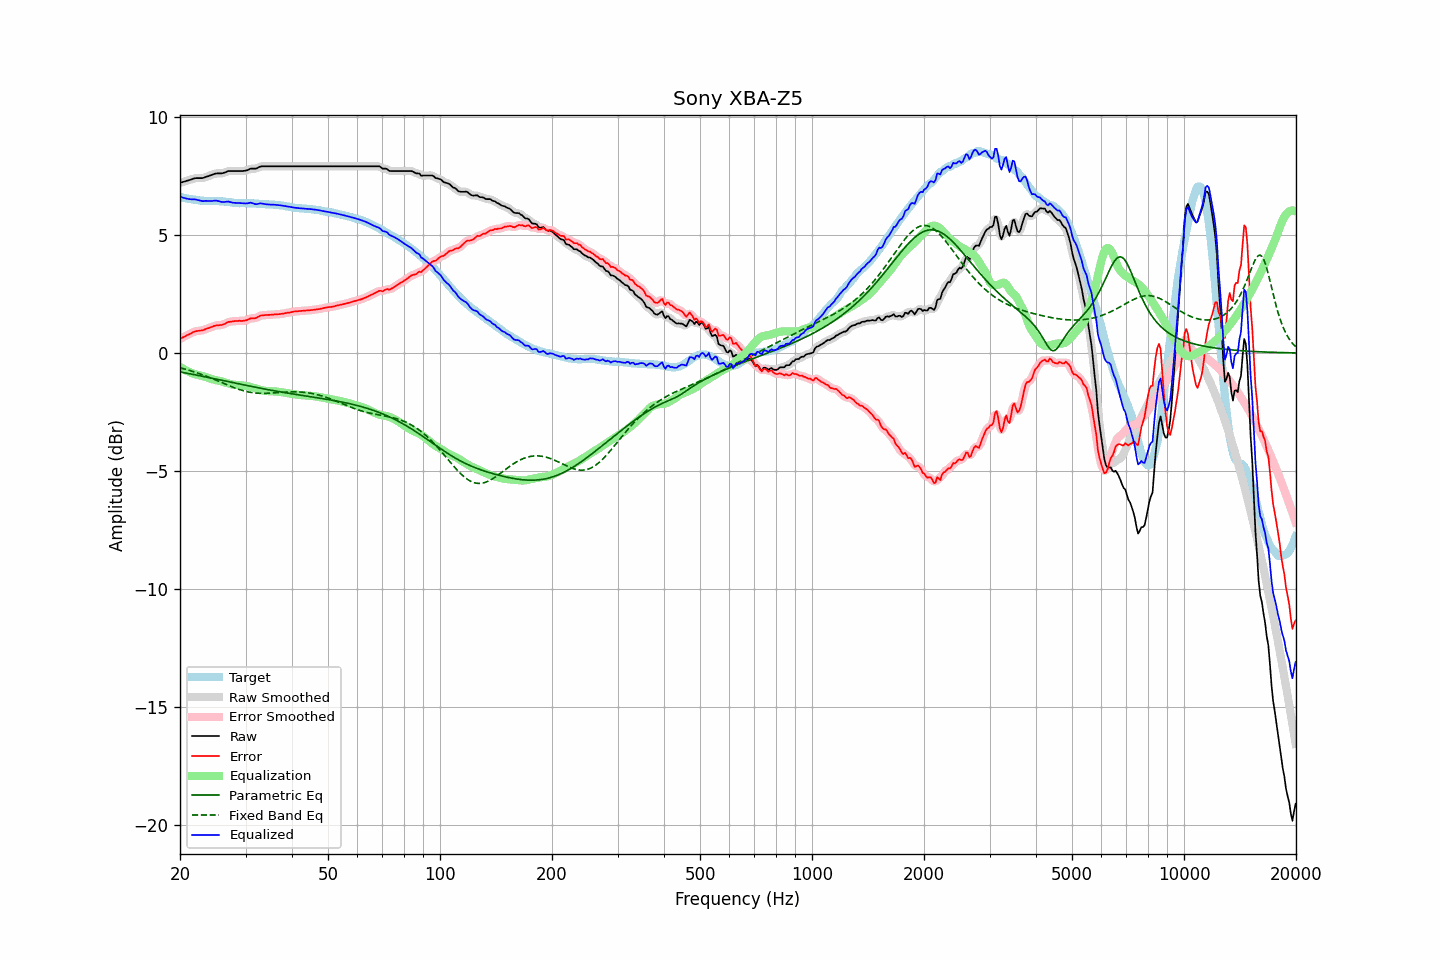 Sony XBA-Z5
10
5
0
−5
−10
−15
−20
Amplitude (dBr)
Target
Raw Smoothed
Error Smoothed
Raw
Error
Equalization
Parametric Eq
Fixed Band Eq
Equalized
20 50 100 200 500 1000 2000 5000 10000 20000
Frequency (Hz)